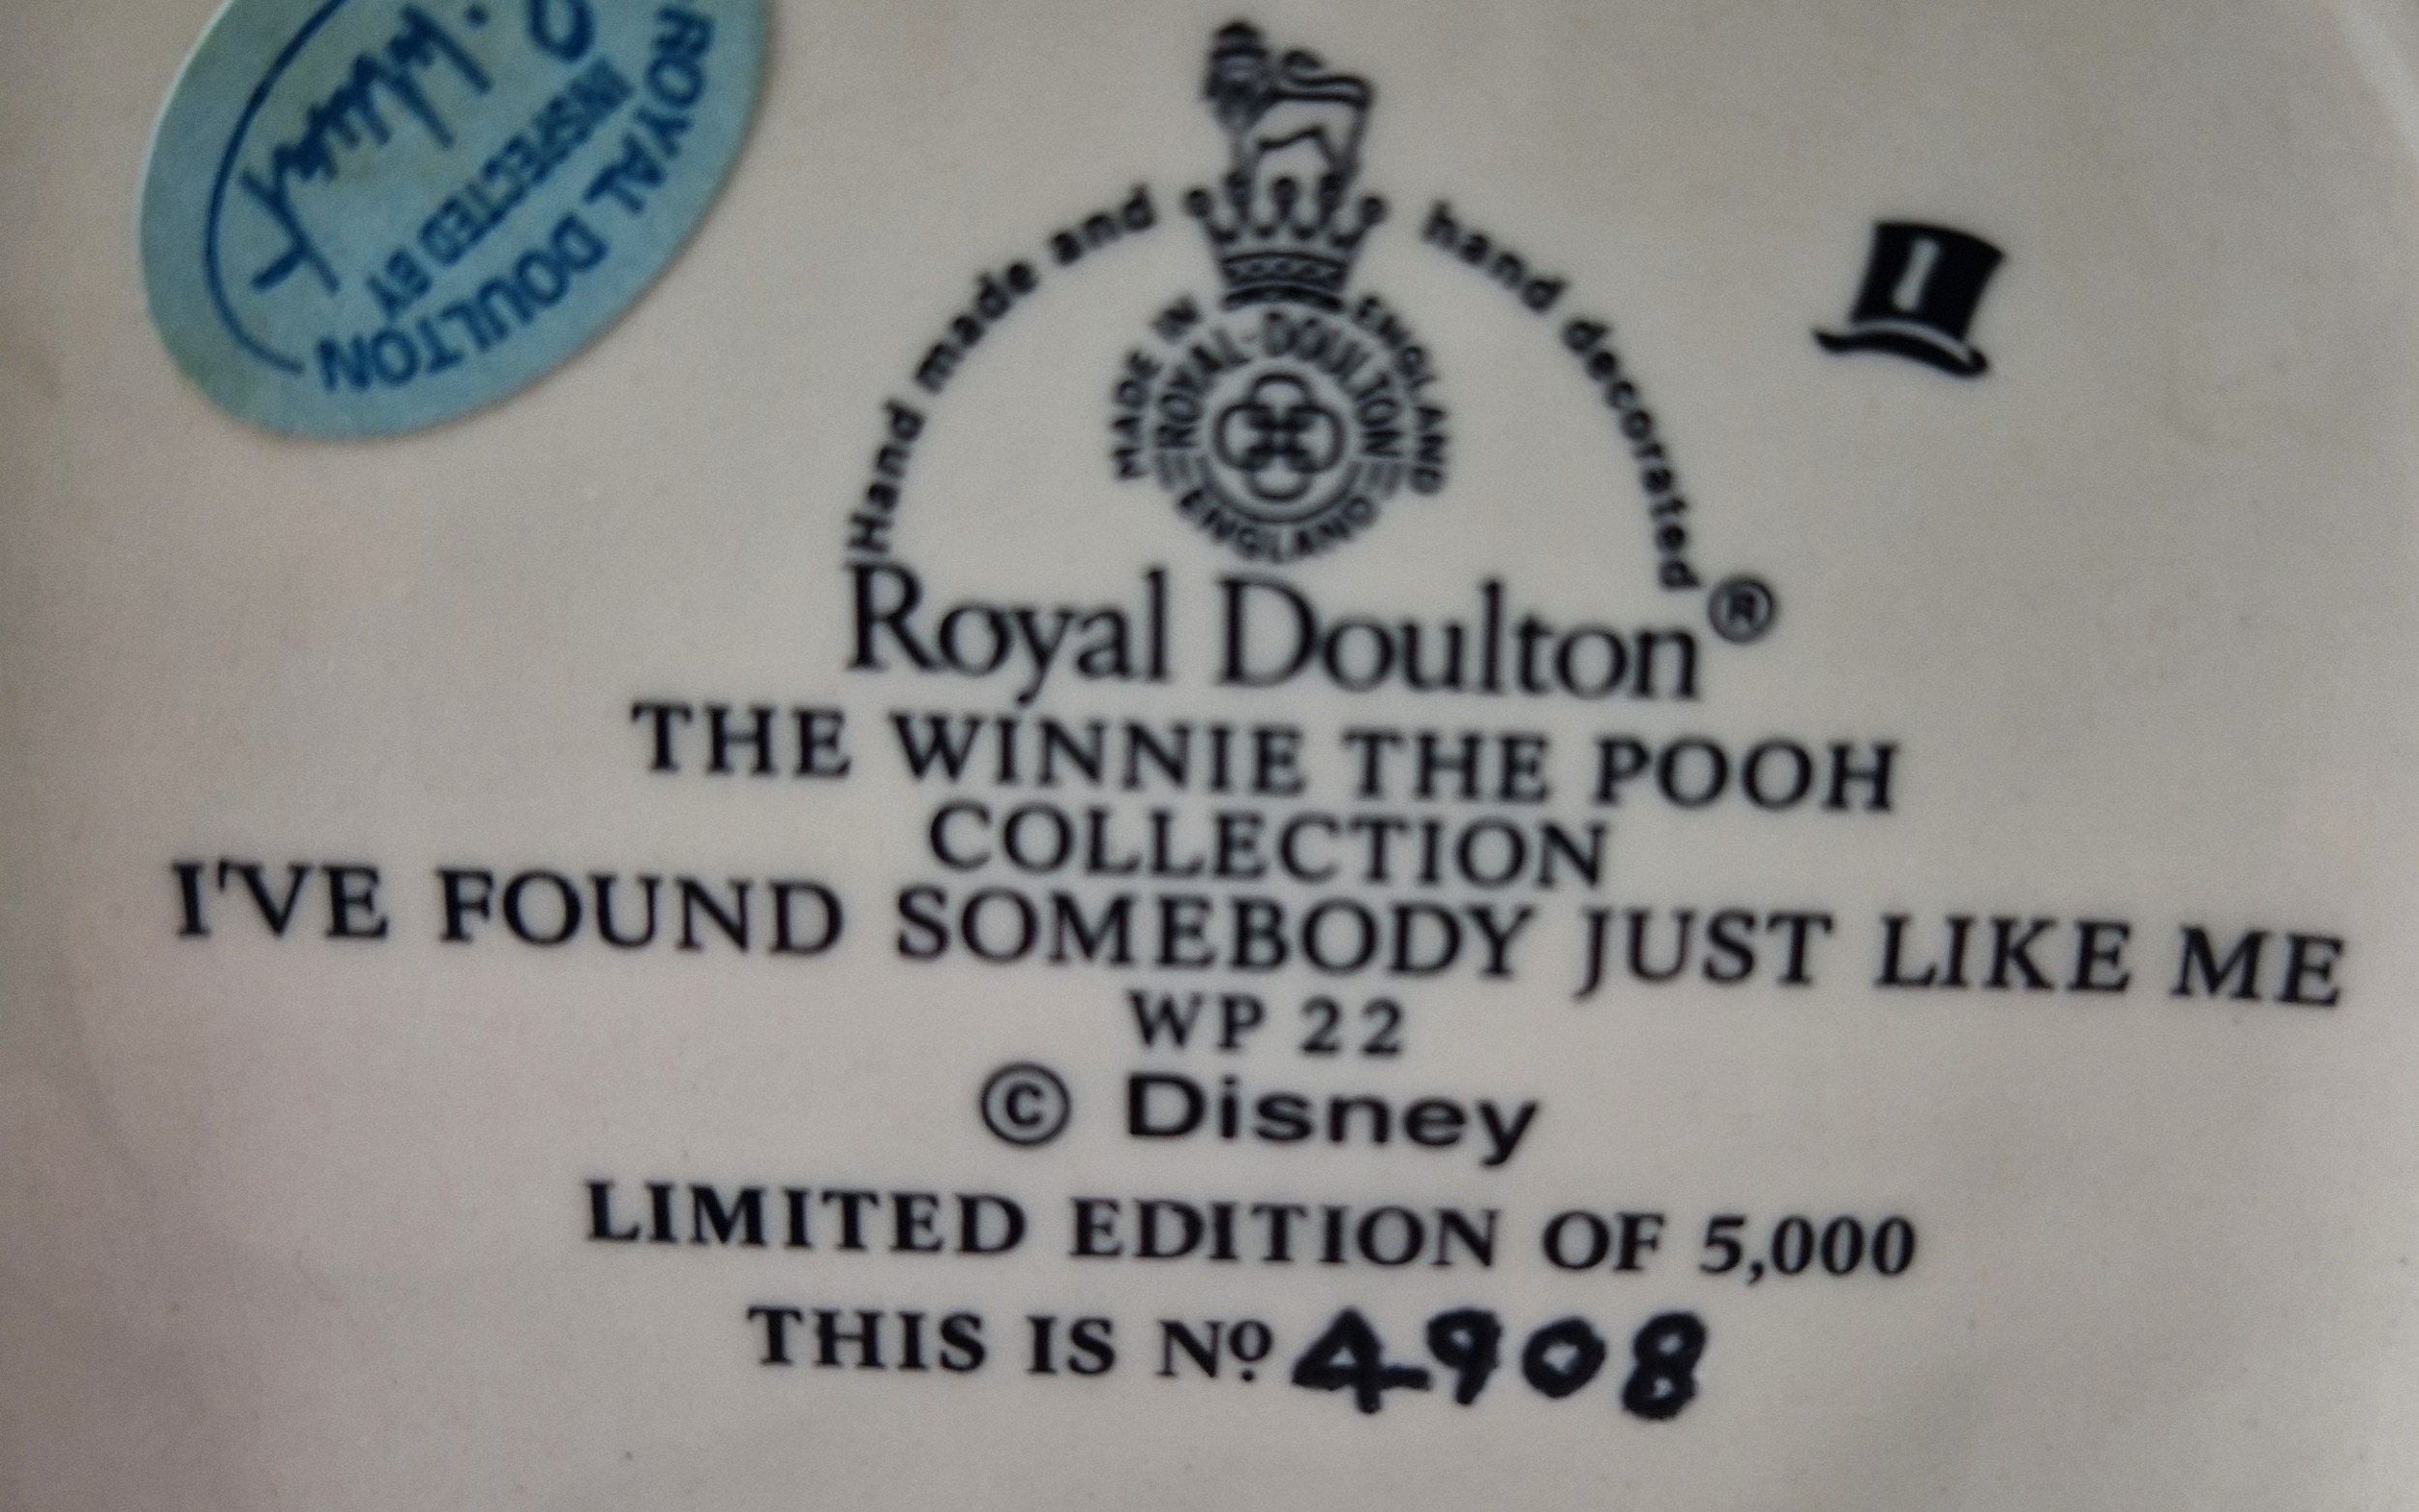 ROYAL DOULTON
INSPECTED BY
Hand made and hand decorated
MADE IN ENGLAND
ROYAL-DOULTON
ENGLAND
1
Royal Doulton®
THE WINNIE THE POOH
COLLECTION
I'VE FOUND SOMEBODY JUST LIKE ME
WP 22
© Disney
LIMITED EDITION OF 5,000
THIS IS Nº 4908